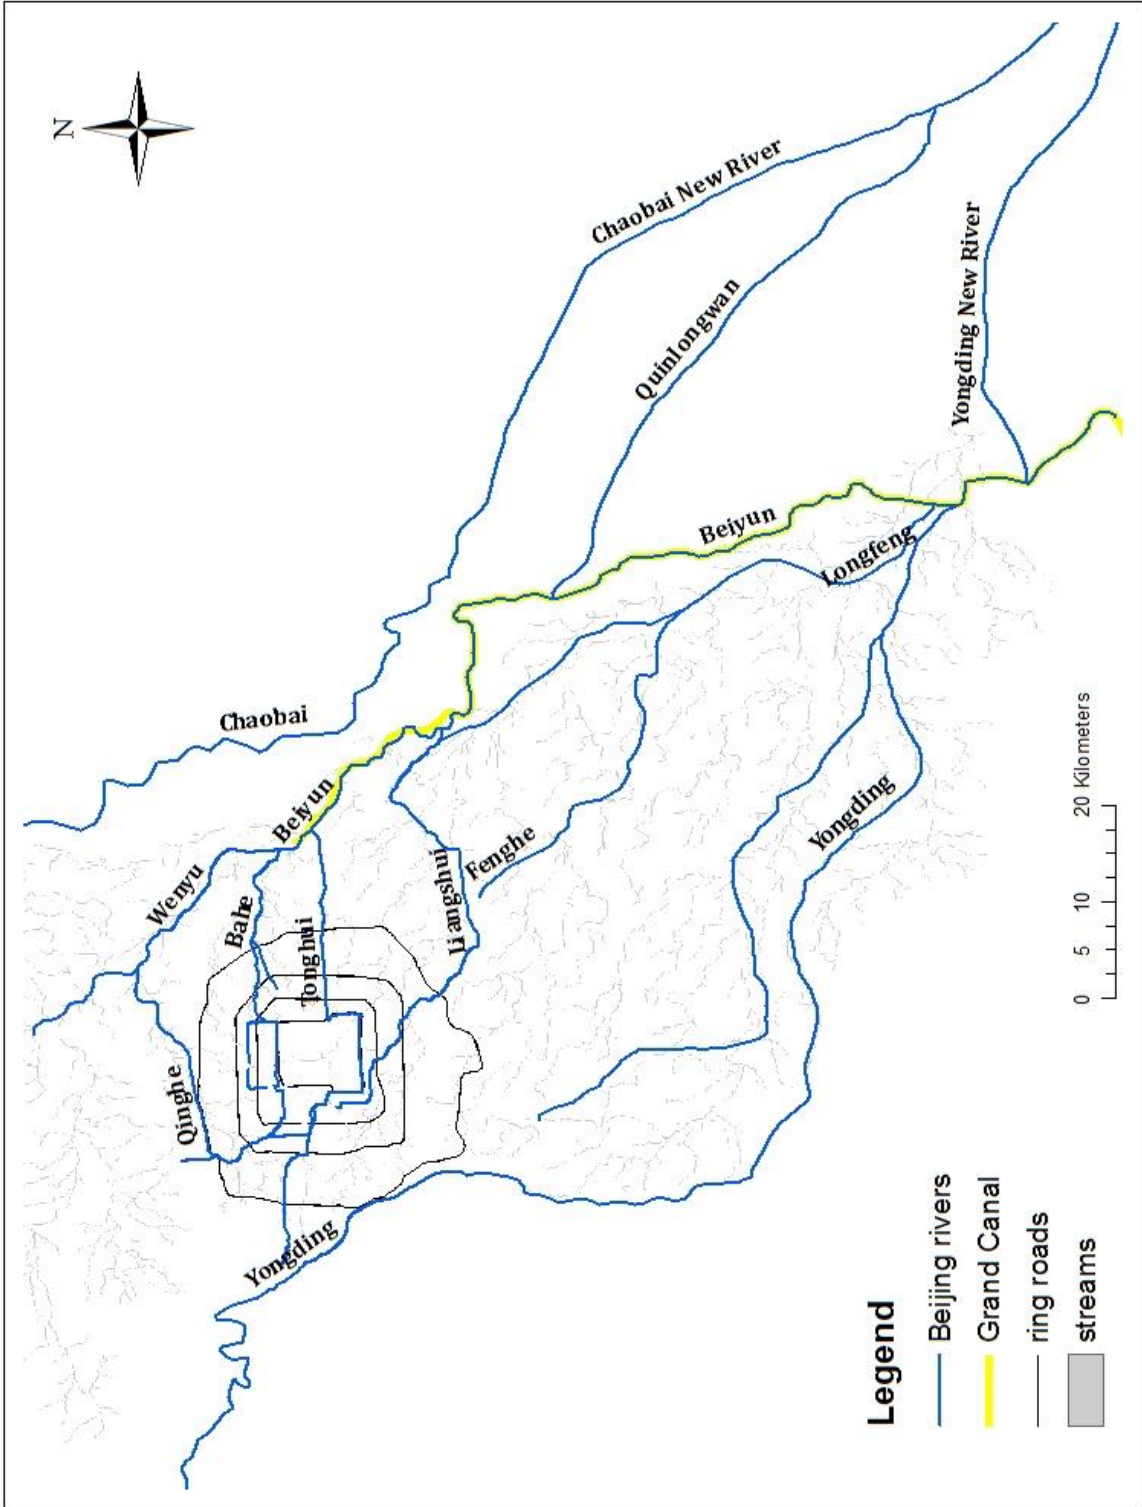 N
Qinghe
Wenyu
Bahe
Chaobai
Yongding
Tonghui
Beiyun
Liangshui
Fenghe
Chaobai New River
Quinlongwan
Beiyun
Yongding
Longfeng
Yongding New River
Legend
Beijing rivers
Grand Canal
ring roads
streams
0 5 10 20 Kilometers